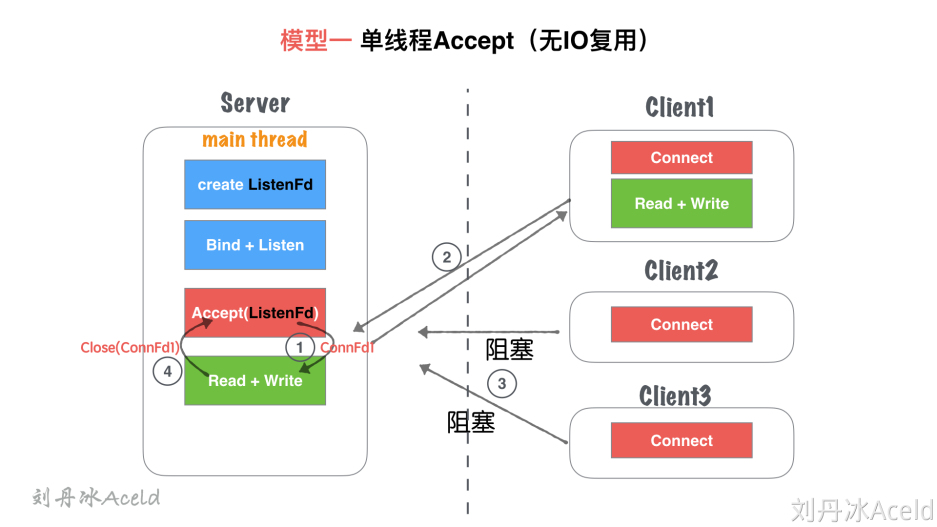 模型一 单线程Accept（无IO复用）
Server
main thread
create ListenFd
Bind + Listen
Accept(ListenFd)
Close(ConnFd1)
1
ConnFd1
4
Read + Write
2
阻塞
3
阻塞
Client1
Connect
Read + Write
Client2
Connect
Client3
Connect
刘丹冰Aceld
刘丹冰Aceld